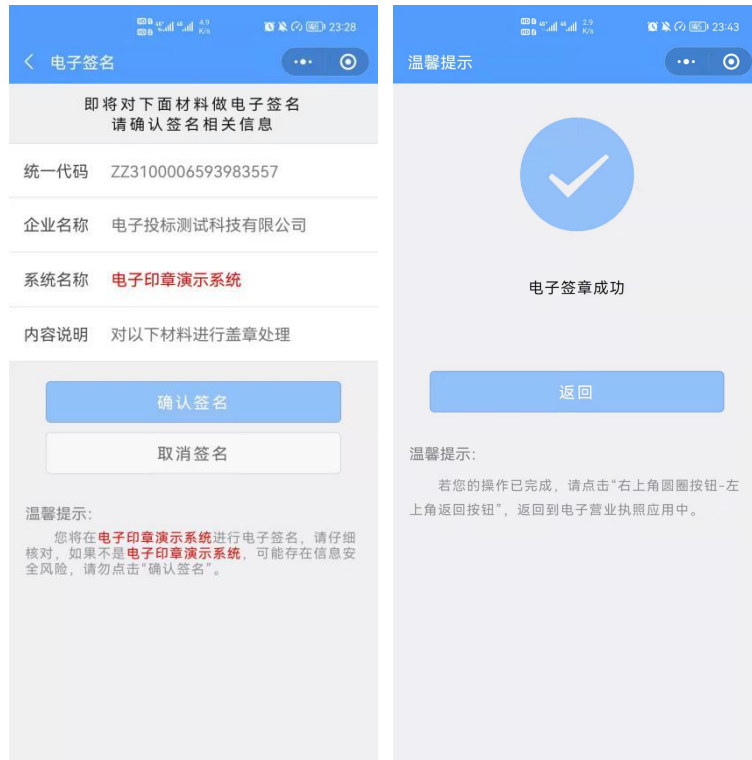 4.9
K/s
46
23:28
电子签名
即将对下面材料做电子签名
请确认签名相关信息
统一代码 ZZ3100006593983557
企业名称 电子投标测试科技有限公司
系统名称 电子印章演示系统
内容说明 对以下材料进行盖章处理
确认签名
取消签名
温馨提示:
您将在电子印章演示系统进行电子签名，请仔细
核对，如果不是电子印章演示系统，可能存在信息安
全风险，请勿点击“确认签名”。
2.9
K/s
45
23:43
温馨提示
电子签章成功
返回
温馨提示:
若您的操作已完成，请点击“右上角圆圈按钮-左
上角返回按钮”，返回到电子营业执照应用中。